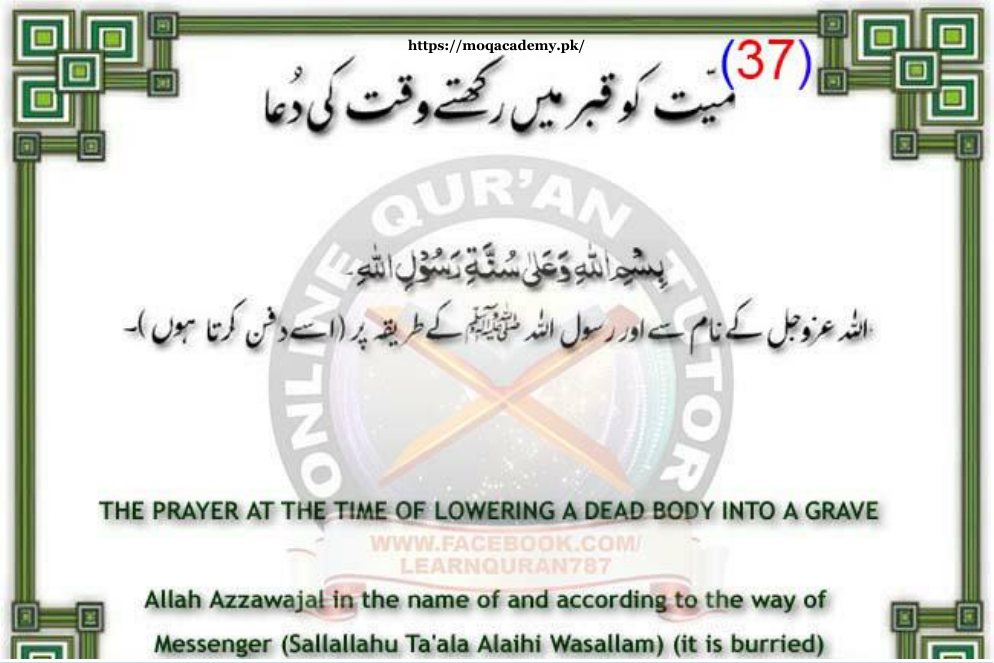 https://moqacademy.pk/
(37)
میّت کو قبر میں رکھتے وقت کی دُعا
بِسْمِ اللهِ وَعَلٰى سُنَّةِ رَسُوْلِ اللهِ۔
اللہ عزوجل کے نام سے اور رسول اللہ ﷺ کے طریقہ پر (اسے دفن کرتا ہوں)۔
ONLINE QUR'AN TUTOR
THE PRAYER AT THE TIME OF LOWERING A DEAD BODY INTO A GRAVE
WWW.FACEBOOK.COM/
LEARNQURAN787
Allah Azzawajal in the name of and according to the way of
Messenger (Sallallahu Ta'ala Alaihi Wasallam) (it is burried)